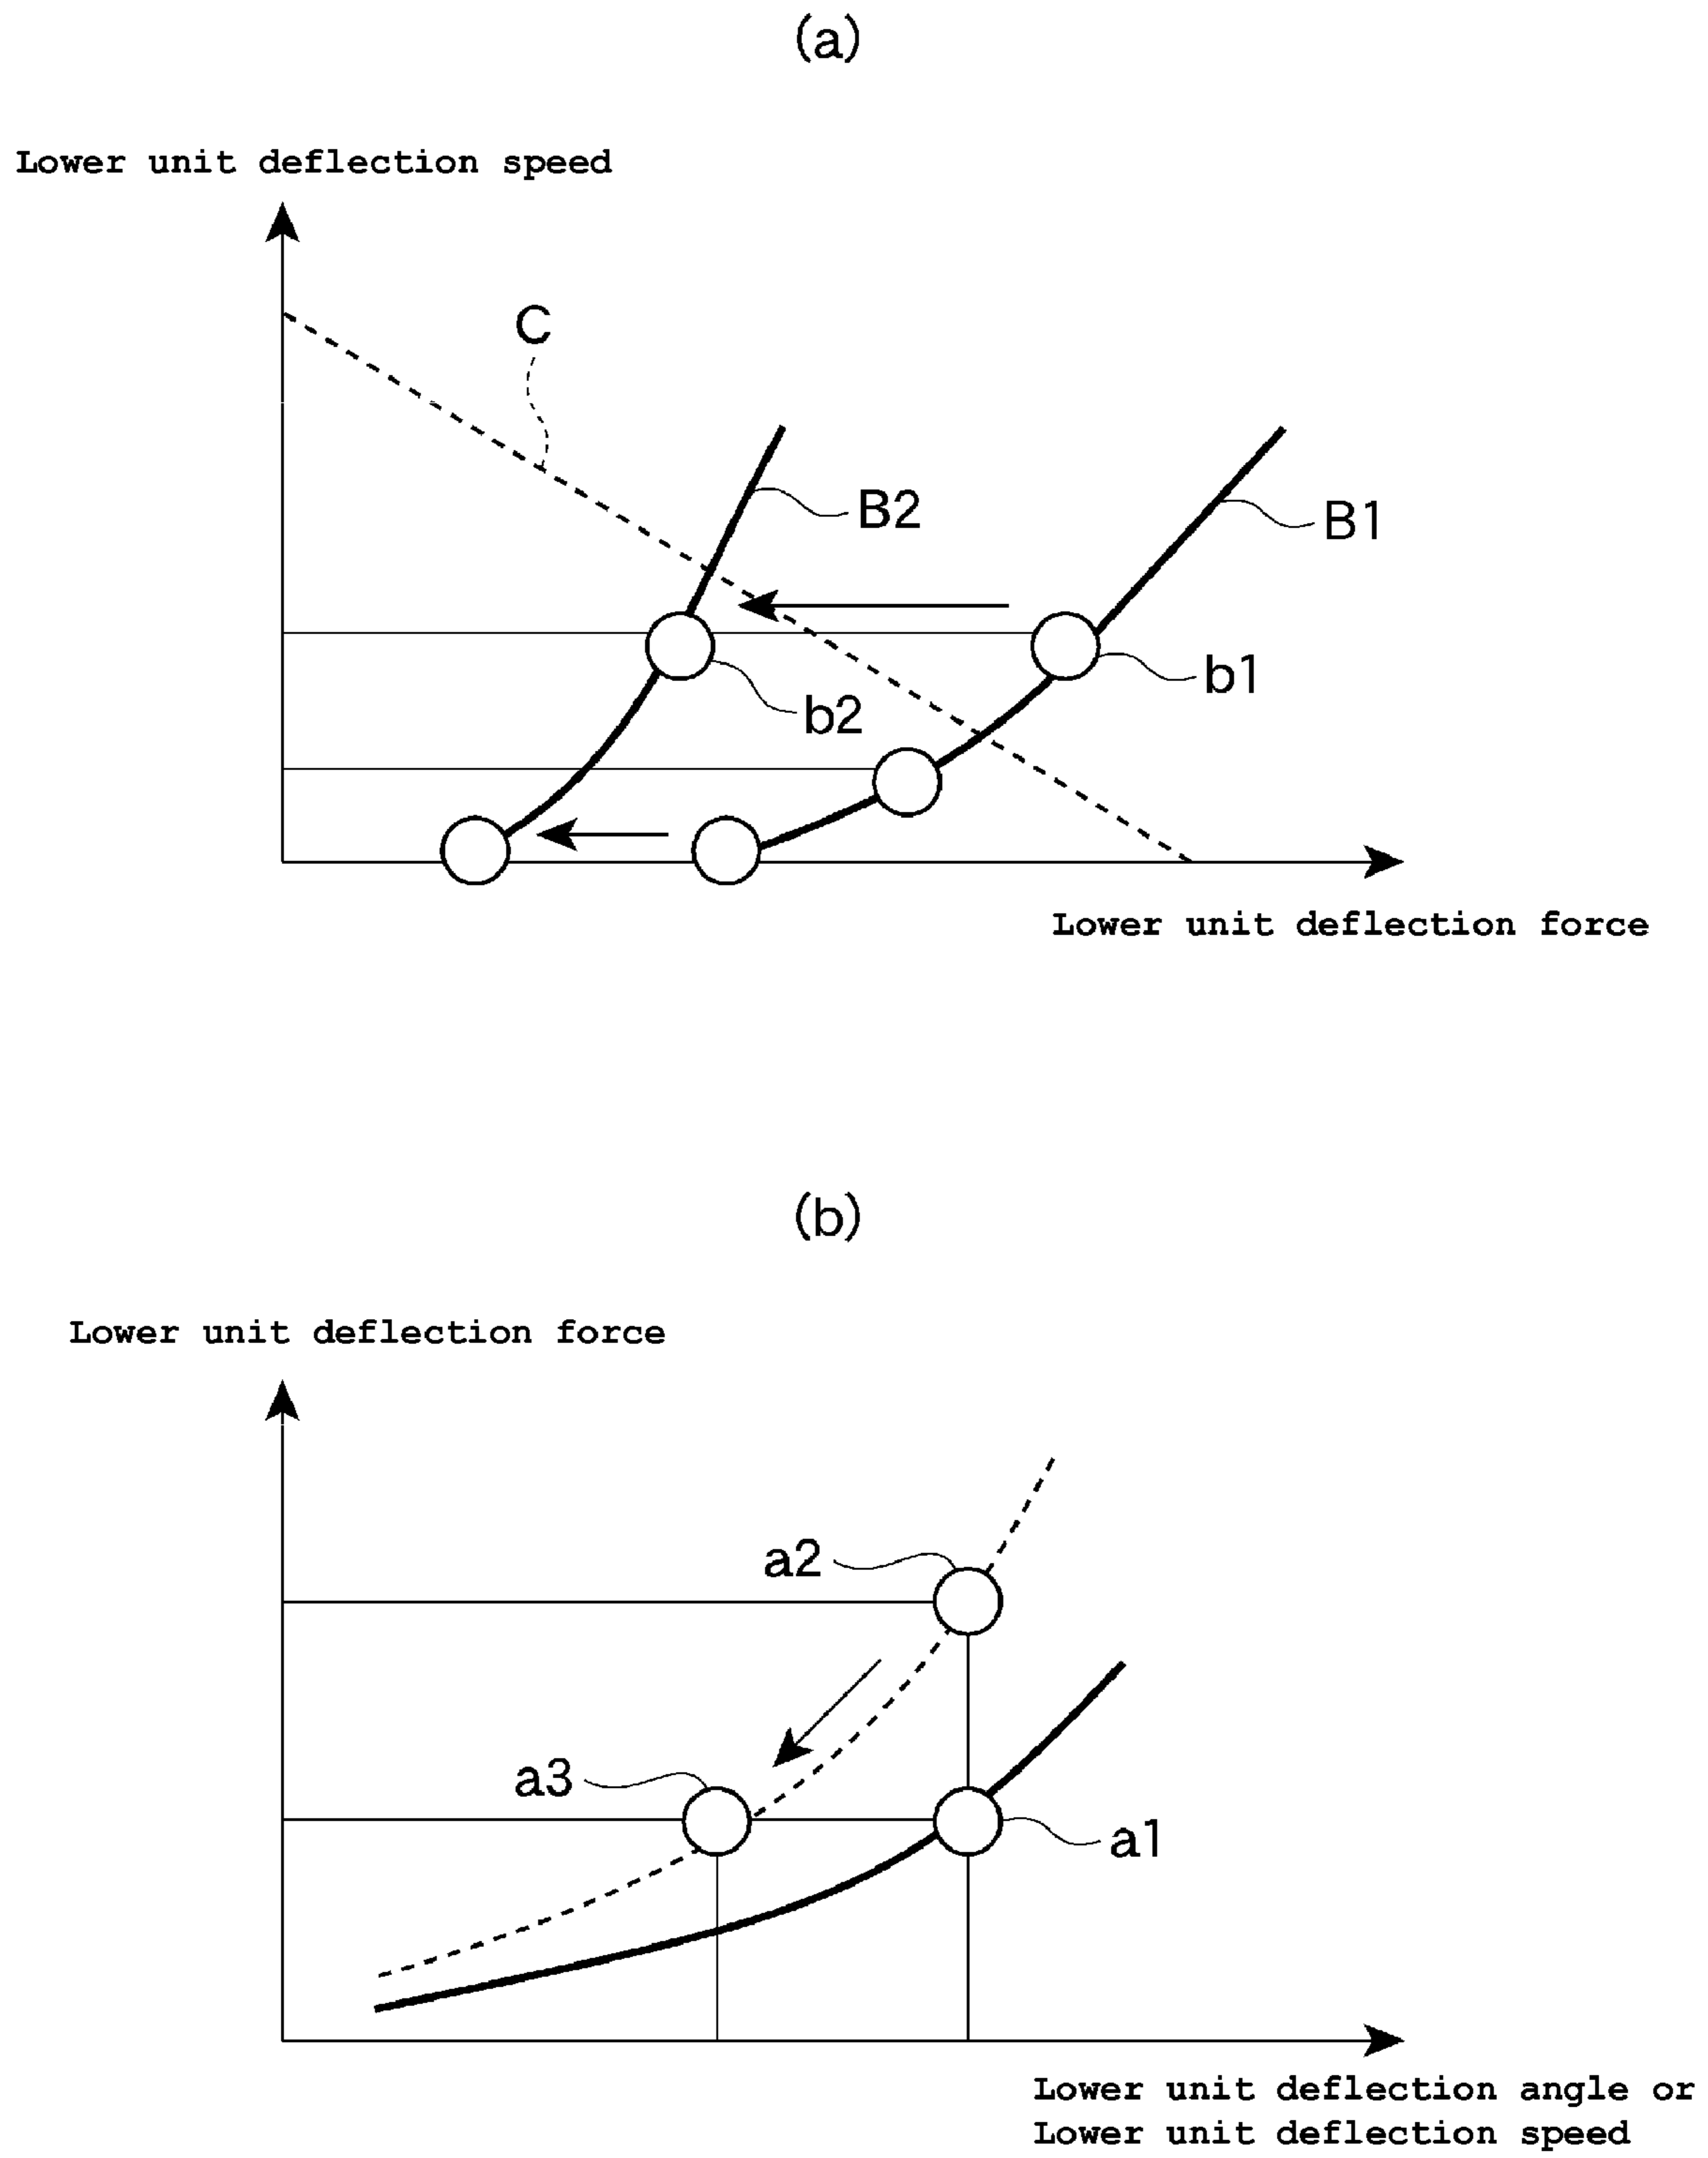 (a)
Lower unit deflection speed
C
B2
B1
b1
b2
Lower unit deflection force
(b)
Lower unit deflection force
a2
a3
a1
Lower unit deflection angle or
Lower unit deflection speed